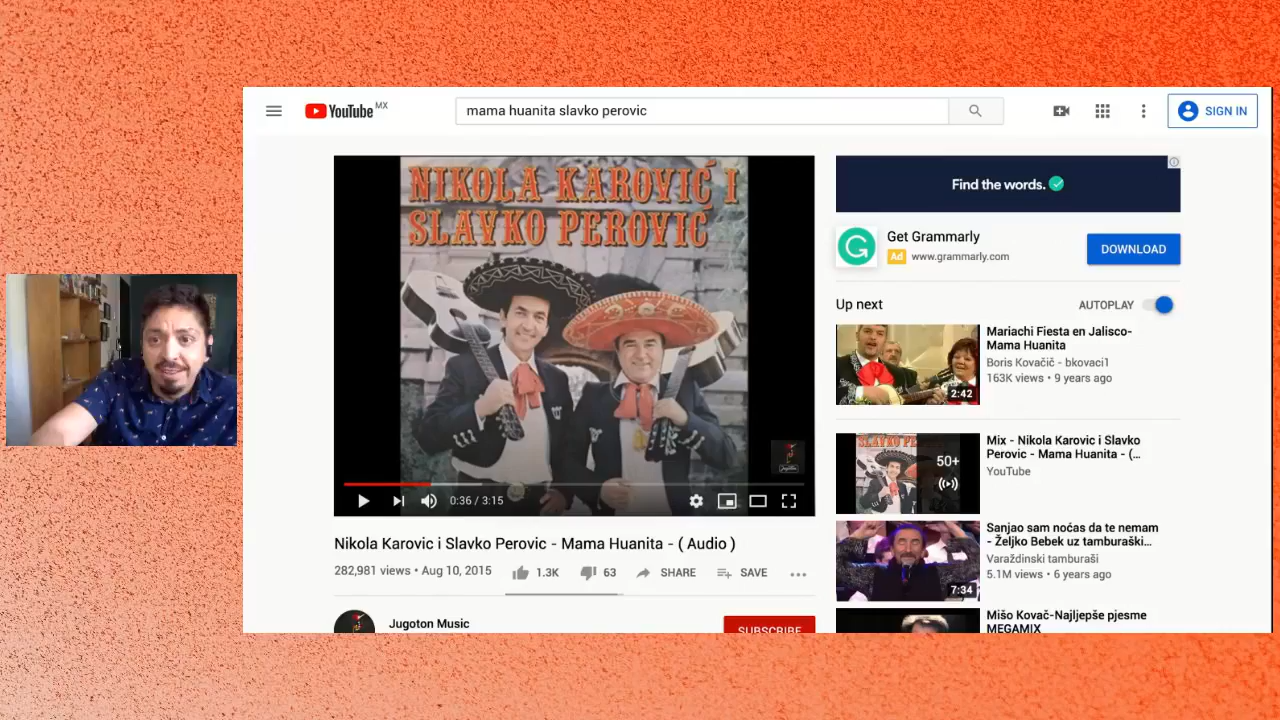 YouTube MX
mama huanita slavko perovic
SIGN IN
NIKOLA KAROVIĆ I
SLAVKO PEROVIĆ
0:36 / 3:15
Nikola Karovic i Slavko Perovic - Mama Huanita - ( Audio )
282,981 views • Aug 10, 2015
1.3K
63
SHARE
SAVE
Jugoton Music
SUBSCRIBE
Find the words.
Get Grammarly
Ad www.grammarly.com
DOWNLOAD
Up next
AUTOPLAY
2:42
Mariachi Fiesta en Jalisco-
Mama Huanita
Boris Kovačič - bkovaci1
163K views • 9 years ago
50+
Mix - Nikola Karovic i Slavko
Perovic - Mama Huanita - (...
YouTube
7:34
Sanjao sam noćas da te nemam
- Željko Bebek uz tamburaški...
Varaždinski tamburaši
5.1M views • 6 years ago
Mišo Kovač-Najljepše pjesme
MEGAMIX